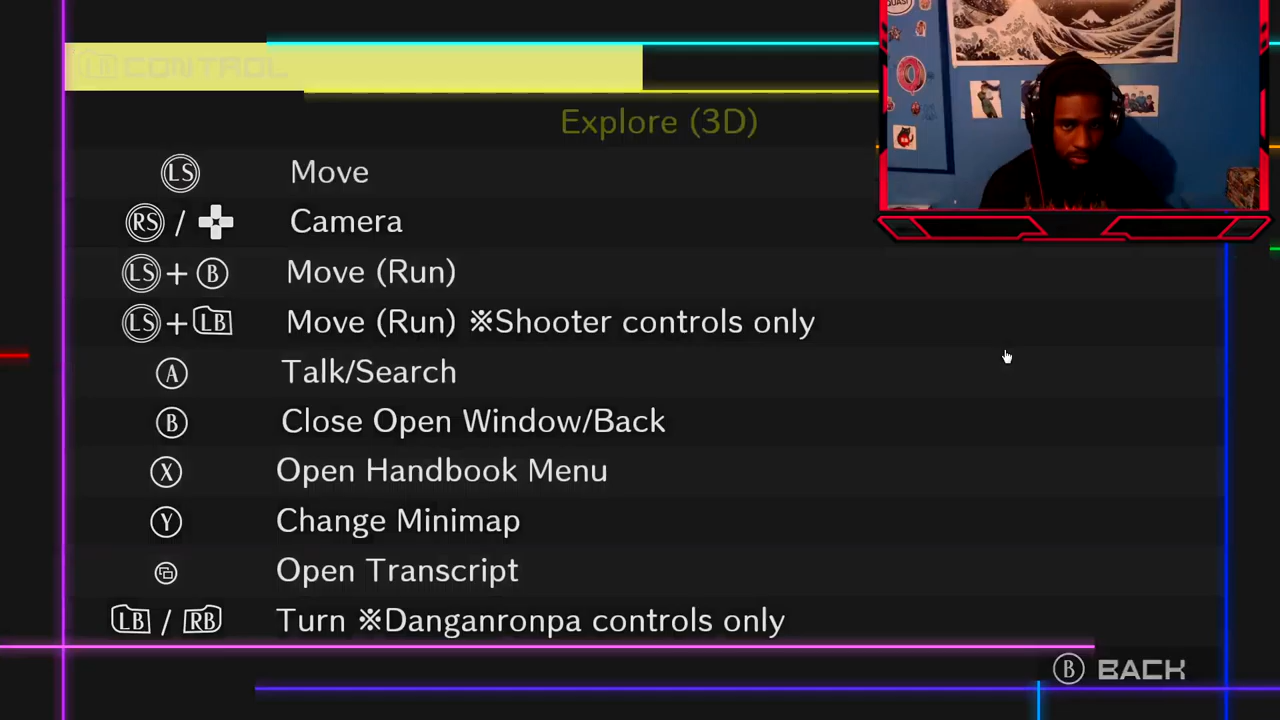 CONTROL
Explore (3D)
LS Move
RS / Camera
LS + B Move (Run)
LS + LB Move (Run) ※Shooter controls only
A Talk/Search
B Close Open Window/Back
X Open Handbook Menu
Y Change Minimap
Open Transcript
LB / RB Turn ※Danganronpa controls only
B BACK